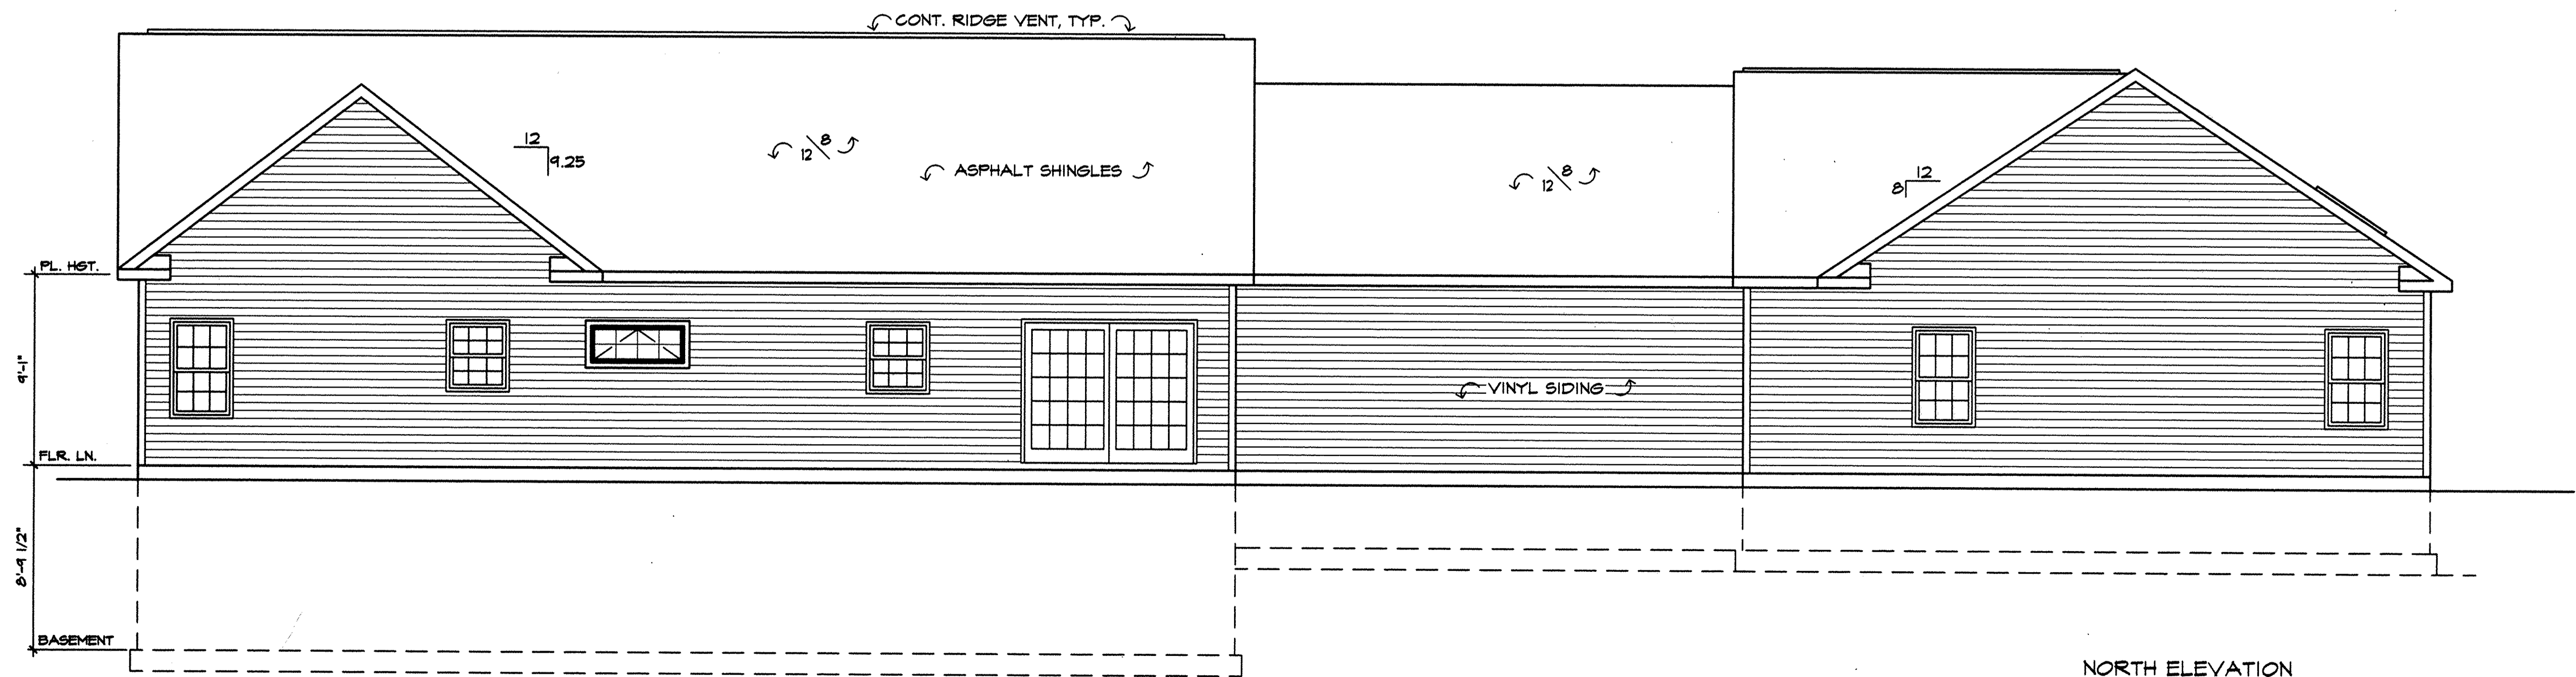 CONT. RIDGE VENT, TYP.
12
9.25
12 8
ASPHALT SHINGLES
12 8
12
8
PL. HGT.
9'-1"
VINYL SIDING
FLR. LN.
8'-9 1/2"
BASEMENT
NORTH ELEVATION